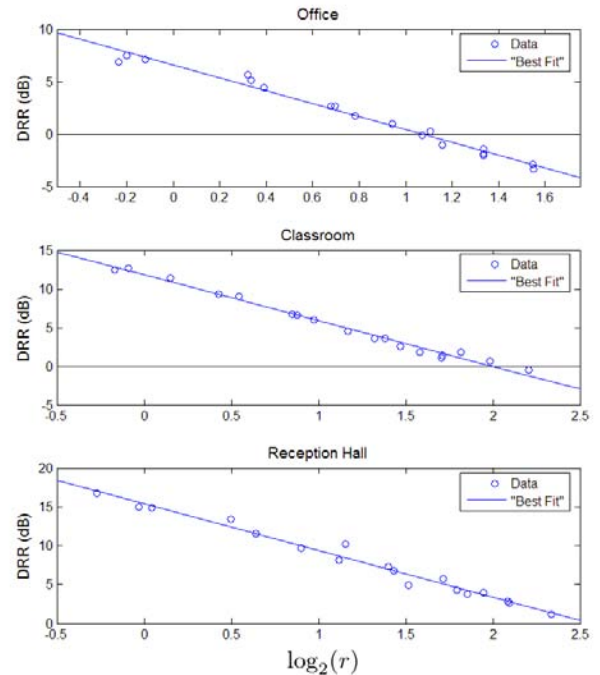 Office
10
5
0
-5
DRR (dB)
Data
"Best Fit"
-0.4 -0.2 0 0.2 0.4 0.6 0.8 1 1.2 1.4 1.6
Classroom
15
10
5
0
-5
DRR (dB)
Data
"Best Fit"
-0.5 0 0.5 1 1.5 2 2.5
Reception Hall
20
15
10
5
0
DRR (dB)
Data
"Best Fit"
-0.5 0 0.5 1 1.5 2 2.5
log₂(r)